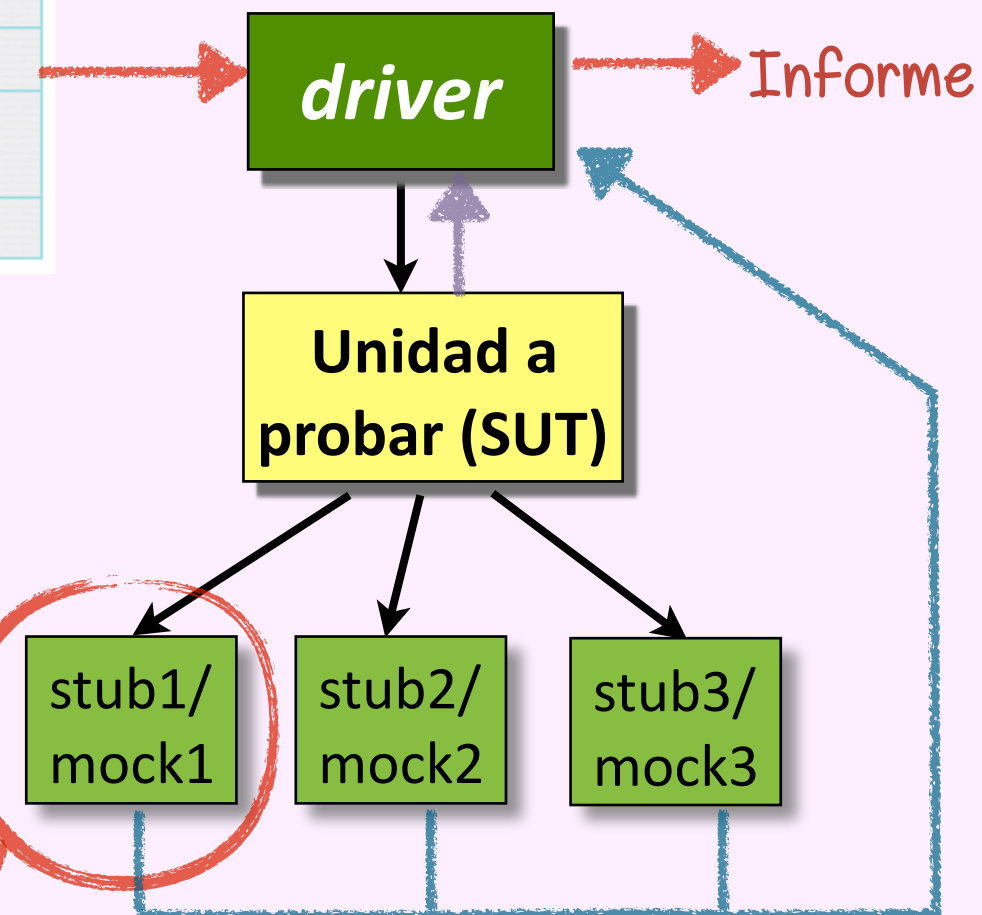 driver
Informe
Unidad a
probar (SUT)
stub1/
mock1
stub2/
mock2
stub3/
mock3